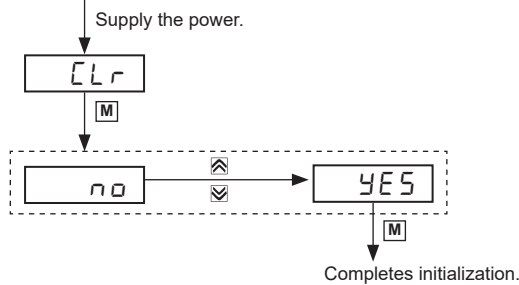 Supply the power.
CLr
M
no
YES
M
Completes initialization.